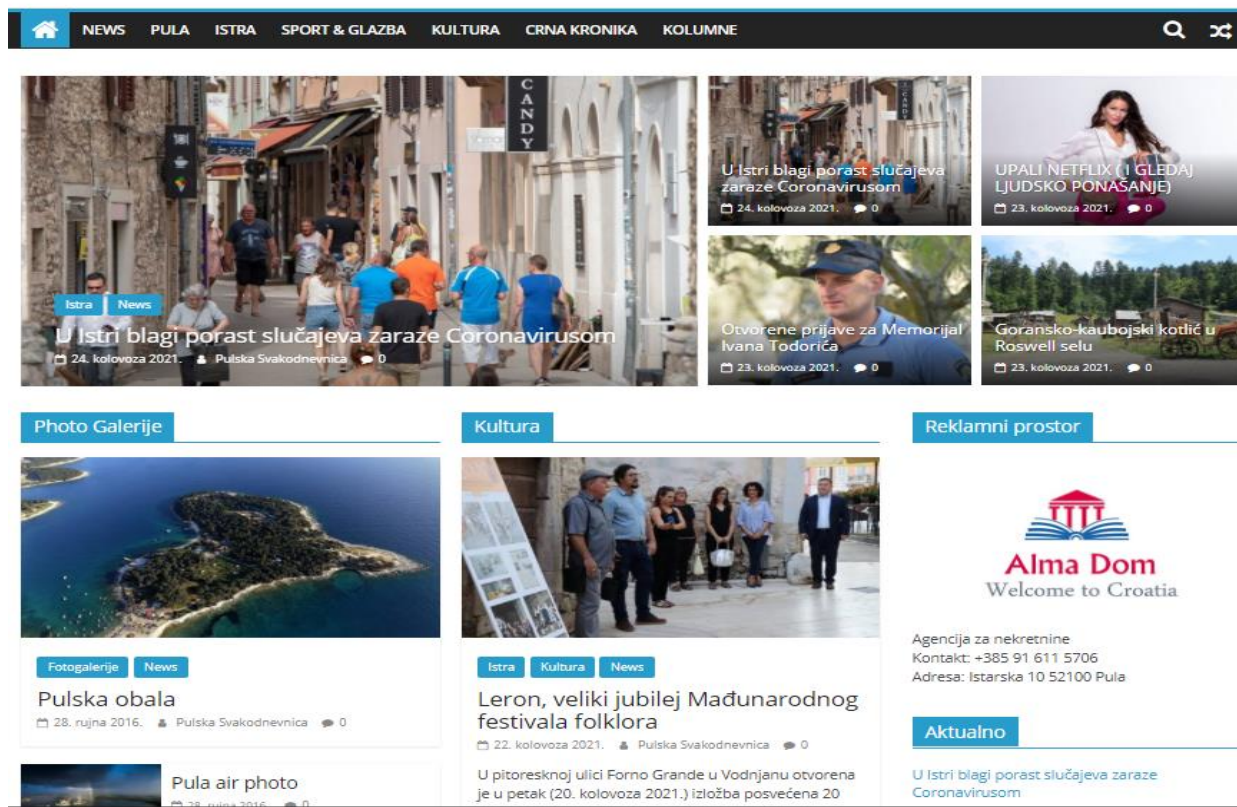 NEWS PULA ISTRA SPORT & GLAZBA KULTURA CRNA KRONIKA KOLUMNE
CANDY
Istra News
U Istri blagi porast slučajeva zaraze Coronavirusom
24. kolovoza 2021. Pulska Svakodnevnica 0
U Istri blagi porast slučajeva
zaraze Coronavirusom
24. kolovoza 2021. 0
UPALI NETFLIX ( I GLEDAJ
LJUDSKO PONAŠANJE)
23. kolovoza 2021. 0
Otvorene prijave za Memorijal
Ivana Todorića
23. kolovoza 2021. 0
Goransko-kaubojski kotlić u
Roswell selu
23. kolovoza 2021. 0
Photo Galerije
Fotogalerije News
Pulska obala
28. rujna 2016. Pulska Svakodnevnica 0
Pula air photo
28. rujna 2016. 0
Kultura
Istra Kultura News
Leron, veliki jubilej Mađunarodnog
festivala folklora
22. kolovoza 2021. Pulska Svakodnevnica 0
U pitoresknoj ulici Forno Grande u Vodnjanu otvorena
je u petak (20. kolovoza 2021.) izložba posvećena 20
Reklamni prostor
Alma Dom
Welcome to Croatia
Agencija za nekretnine
Kontakt: +385 91 611 5706
Adresa: Istarska 10 52100 Pula
Aktualno
U Istri blagi porast slučajeva zaraze
Coronavirusom